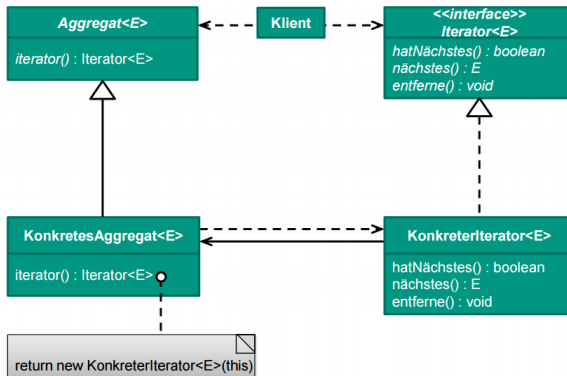 Aggregat<E>
iterator() : Iterator<E>
Klient
<<interface>>
Iterator<E>
hatNächstes() : boolean
nächstes() : E
entferne() : void
KonkretesAggregat<E>
iterator() : Iterator<E>
KonkreterIterator<E>
hatNächstes() : boolean
nächstes() : E
entferne() : void
return new KonkreterIterator<E>(this)